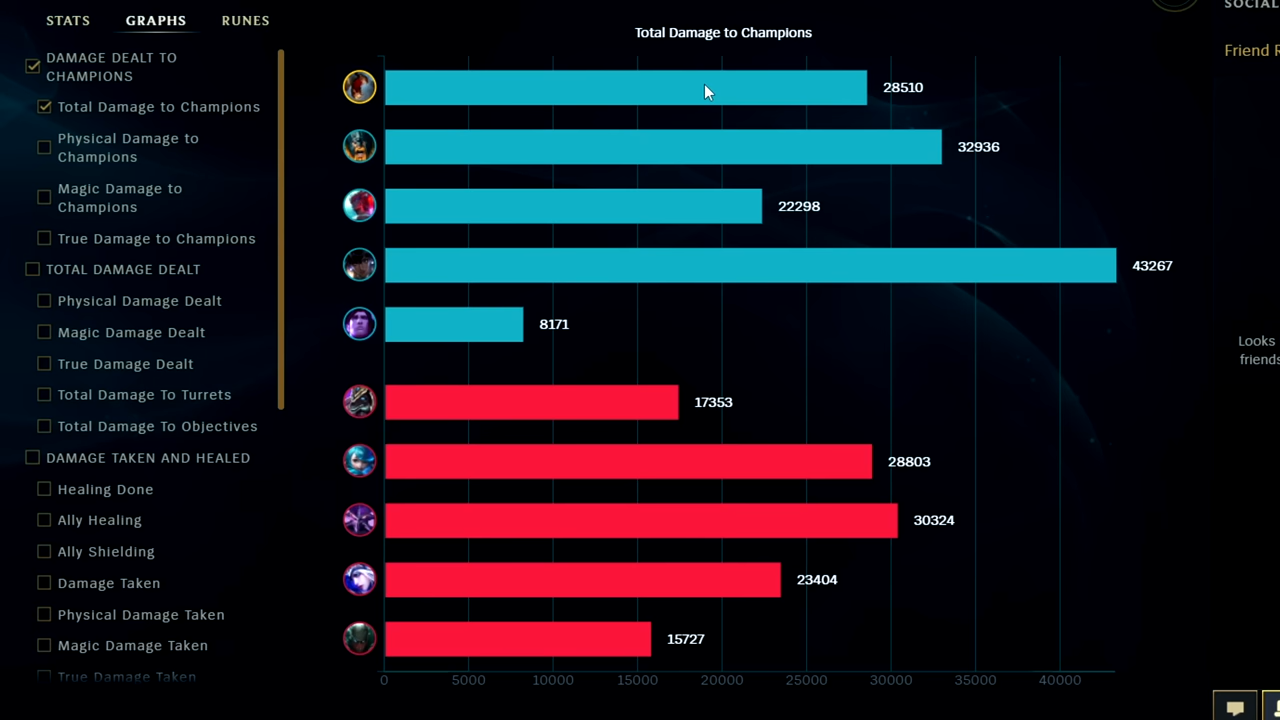 STATS GRAPHS RUNES
SOCIAL
Friend R
DAMAGE DEALT TO
CHAMPIONS
Total Damage to Champions
Physical Damage to
Champions
Magic Damage to
Champions
True Damage to Champions
TOTAL DAMAGE DEALT
Physical Damage Dealt
Magic Damage Dealt
True Damage Dealt
Total Damage To Turrets
Total Damage To Objectives
DAMAGE TAKEN AND HEALED
Healing Done
Ally Healing
Ally Shielding
Damage Taken
Physical Damage Taken
Magic Damage Taken
True Damage Taken
Total Damage to Champions
28510
32936
22298
43267
8171
17353
28803
30324
23404
15727
0 5000 10000 15000 20000 25000 30000 35000 40000
Looks
friends